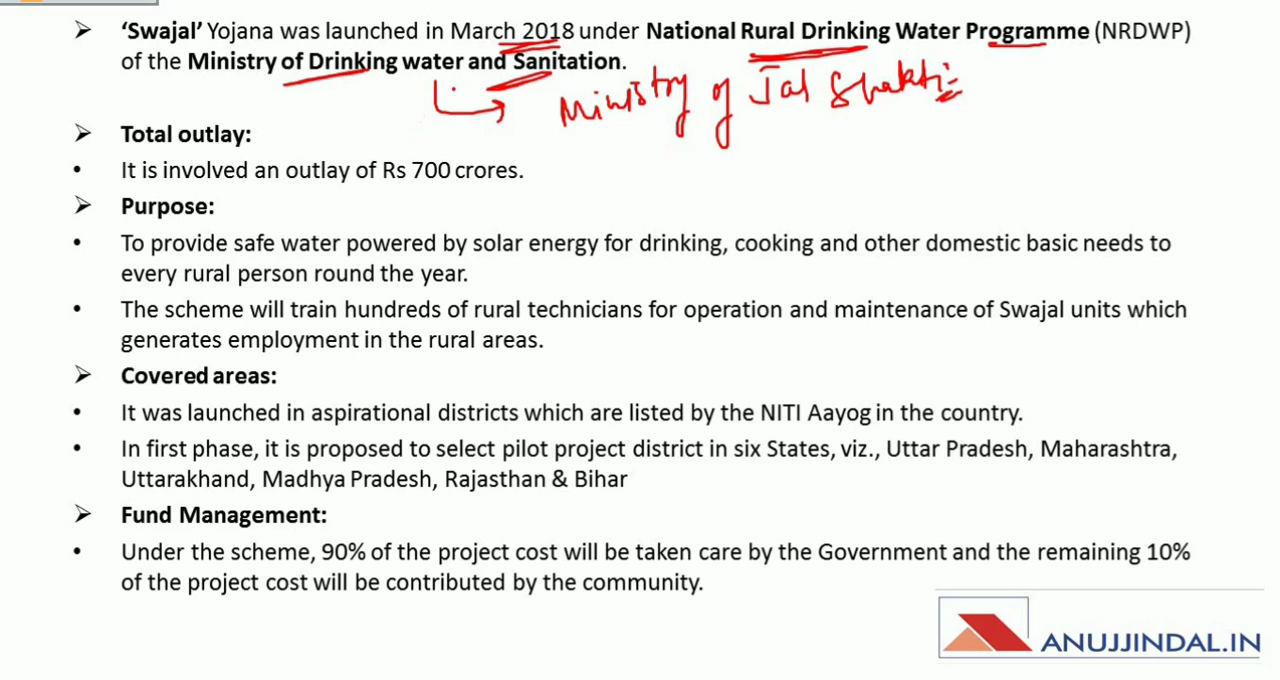 ➢ ‘Swajal’ Yojana was launched in March 2018 under National Rural Drinking Water Programme (NRDWP)
of the Ministry of Drinking water and Sanitation.
Ministry of Jal Shakti
➢ Total outlay:
• It is involved an outlay of Rs 700 crores.
➢ Purpose:
• To provide safe water powered by solar energy for drinking, cooking and other domestic basic needs to
every rural person round the year.
• The scheme will train hundreds of rural technicians for operation and maintenance of Swajal units which
generates employment in the rural areas.
➢ Covered areas:
• It was launched in aspirational districts which are listed by the NITI Aayog in the country.
• In first phase, it is proposed to select pilot project district in six States, viz., Uttar Pradesh, Maharashtra,
Uttarakhand, Madhya Pradesh, Rajasthan & Bihar
➢ Fund Management:
• Under the scheme, 90% of the project cost will be taken care by the Government and the remaining 10%
of the project cost will be contributed by the community.
ANUJJINDAL.IN